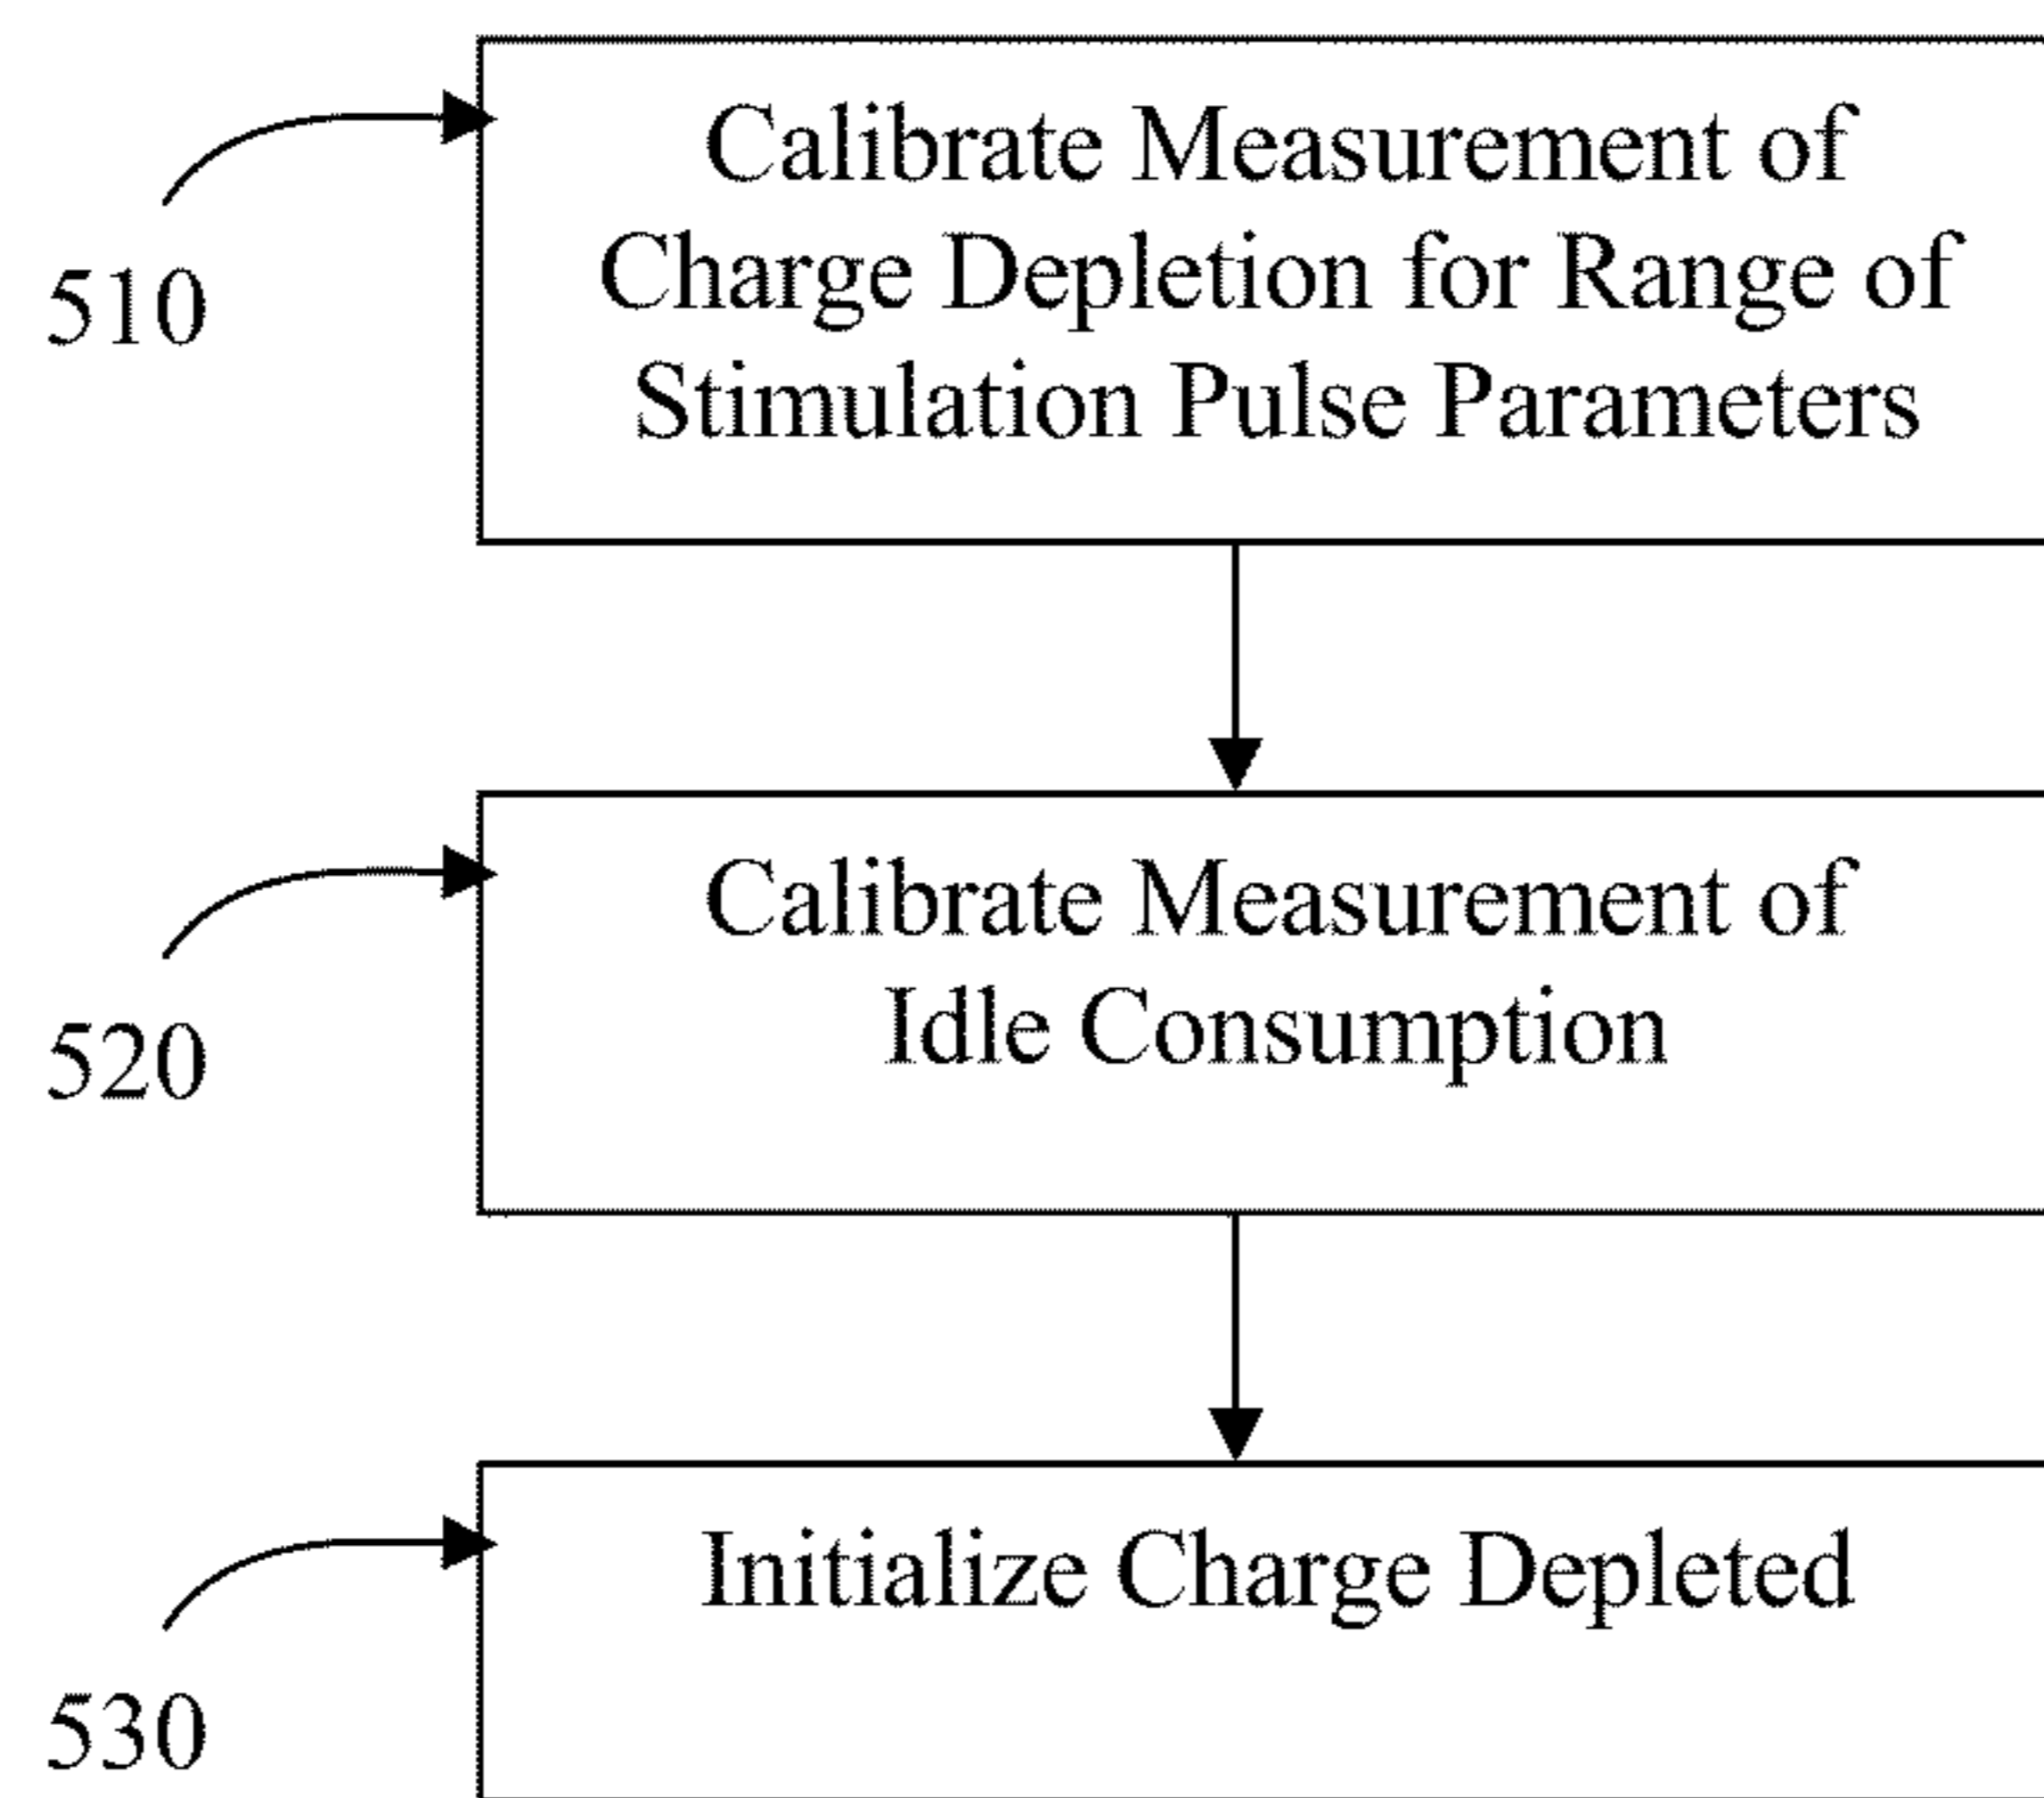 Calibrate Measurement of
Charge Depletion for Range of
Stimulation Pulse Parameters
510
Calibrate Measurement of
Idle Consumption
520
Initialize Charge Depleted
530